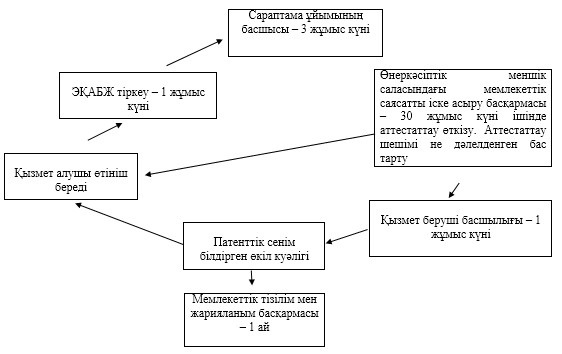 Сараптама ұйымының
басшысы – 3 жұмыс күні
ЭҚАБЖ тіркеу – 1 жұмыс
күні
Өнеркәсіптік меншік
саласындағы мемлекеттік
саясатты іске асыру басқармасы
– 30 жұмыс күні ішінде
аттестаттау өткізу. Аттестаттау
шешімі не дәлелденген бас
тарту
Қызмет алушы өтініш
береді
Қызмет беруші басшылығы – 1
жұмыс күні
Патенттік сенім
білдірген өкіл куәлігі
Мемлекеттік тізілім мен
жарияланым басқармасы
– 1 ай